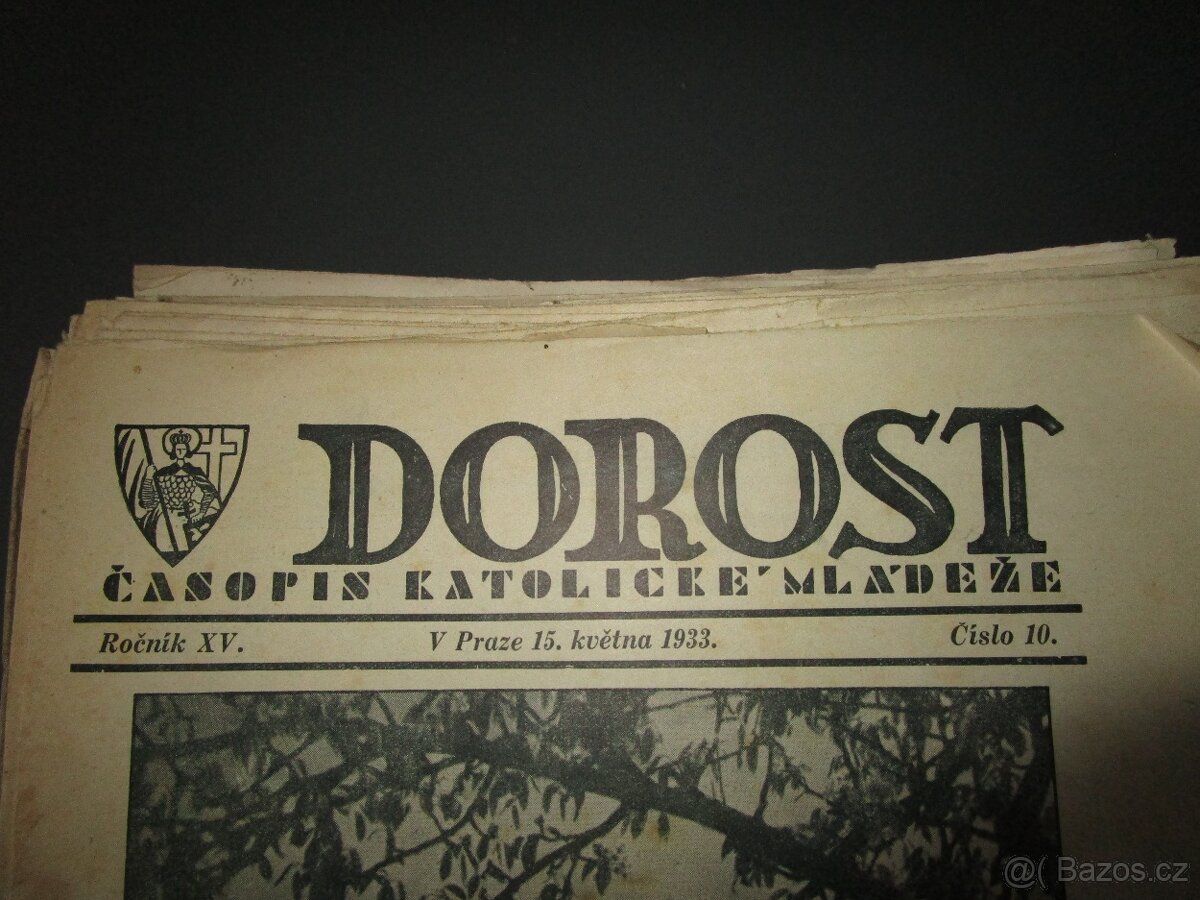 DOROST
ČASOPIS KATOLICKÉ MLÁDEŽE
Ročník XV. V Praze 15. května 1933. Číslo 10.
@( Bazos.cz